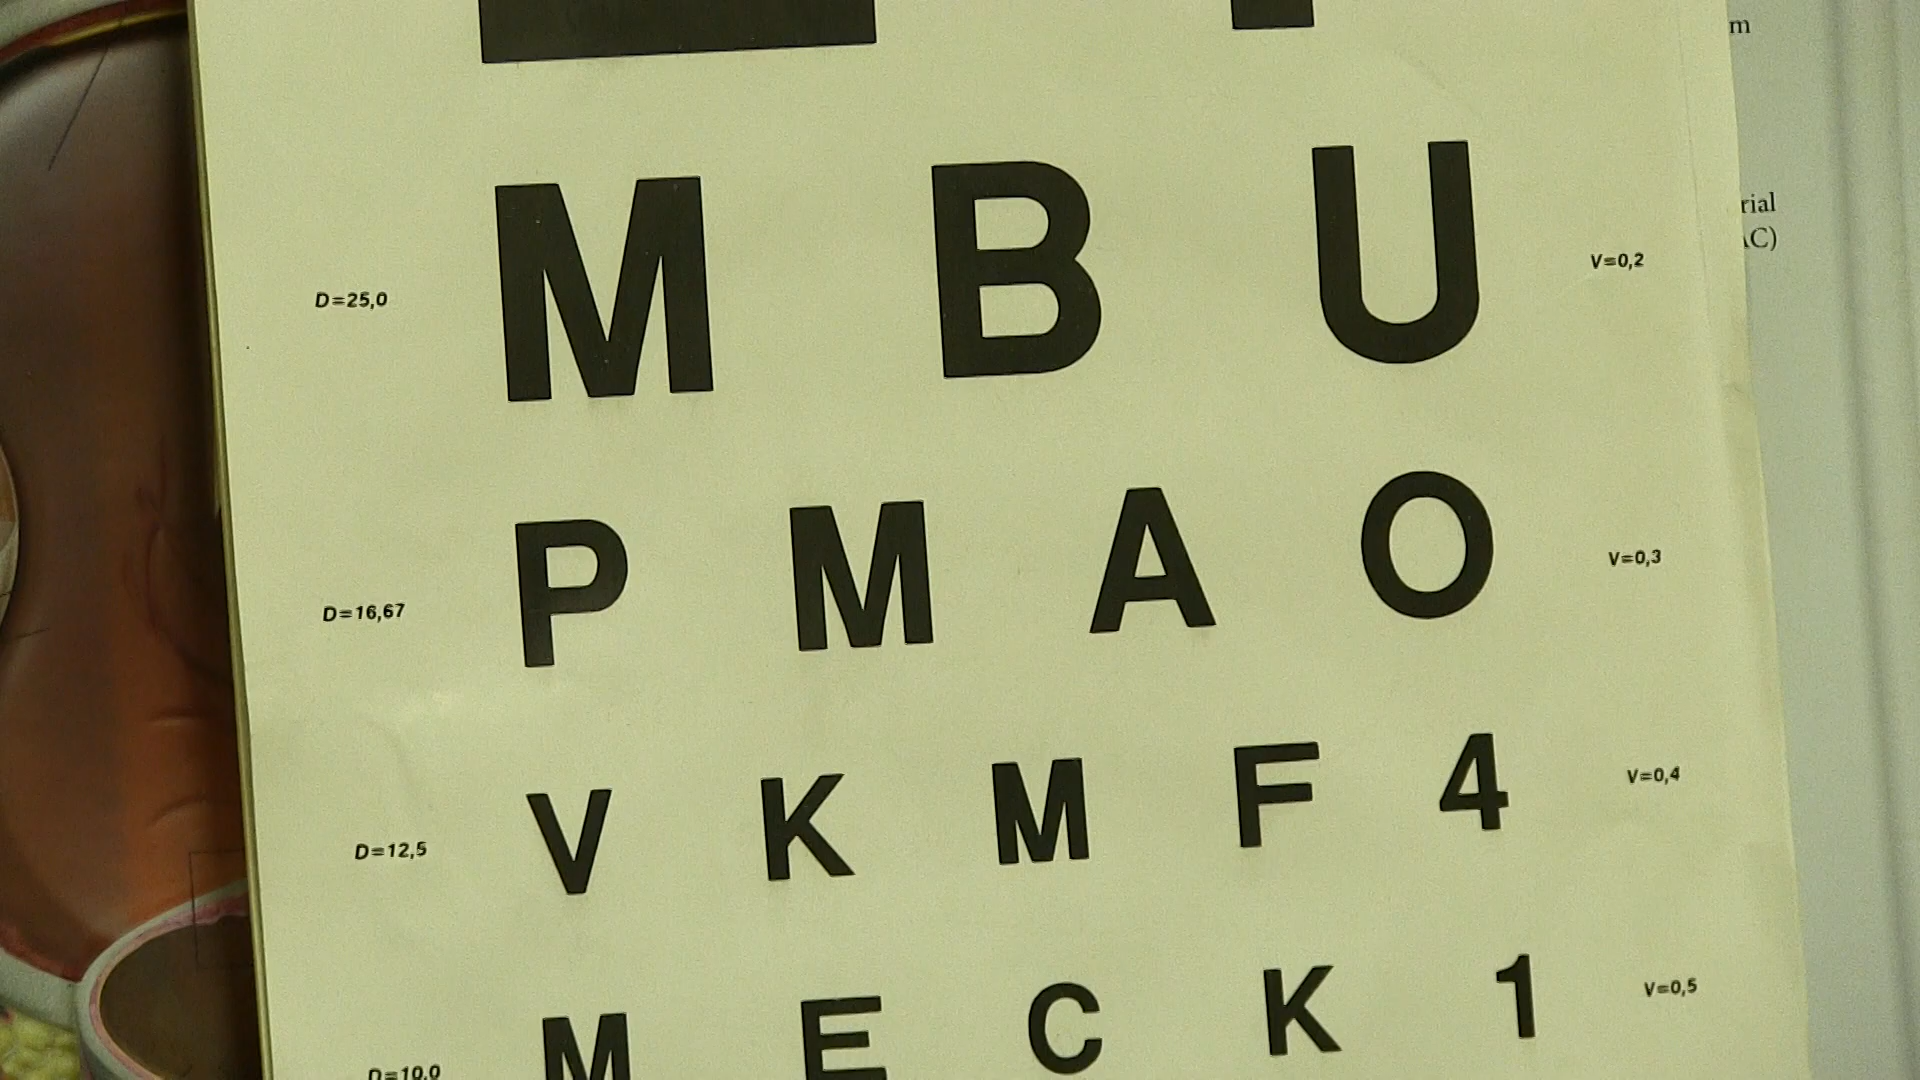 m
rial
AC)
D=25,0 M B U V=0,2
D=16,67 P M A O V=0,3
D=12,5 V K M F 4 V=0,4
D=10,0 M E C K 1 V=0,5